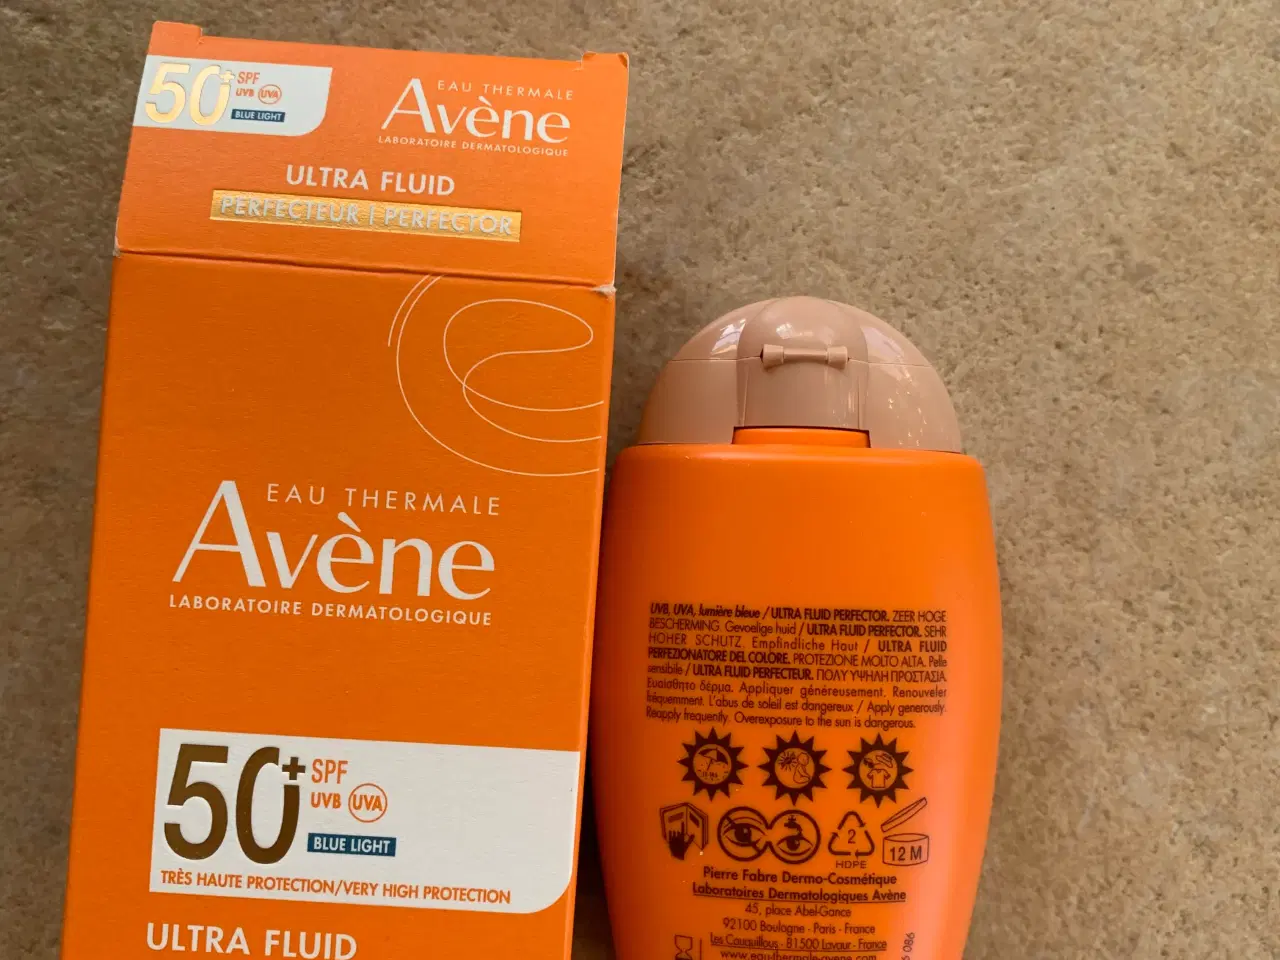 50+ SPF
UVB UVA
BLUE LIGHT
EAU THERMALE
Avène
LABORATOIRE DERMATOLOGIQUE
ULTRA FLUID
PERFECTEUR | PERFECTOR
EAU THERMALE
Avène
LABORATOIRE DERMATOLOGIQUE
50+ SPF
UVB UVA
BLUE LIGHT
TRÈS HAUTE PROTECTION/VERY HIGH PROTECTION
ULTRA FLUID
UVB, UVA, lumière bleue / ULTRA FLUID PERFECTOR. ZEER HOGE
BESCHERMING. Gevoelige huid / ULTRA FLUID PERFECTOR. SEHR
HOHER SCHUTZ. Empfindliche Haut / ULTRA FLUID
PERFEZIONATORE DEL COLORE. PROTEZIONE MOLTO ALTA. Pelle
sensibile / ULTRA FLUID PERFECTEUR. ΠΟΛΥ ΥΨΗΛΗ ΠΡΟΣΤΑΣΙΑ.
Ευαίσθητο δέρμα. Appliquer généreusement. Renouveler
fréquemment. L'abus de soleil est dangereux / Apply generously.
Reapply frequently. Overexposure to the sun is dangerous.
2
HDPE
12 M
Pierre Fabre Dermo-Cosmétique
Laboratoires Dermatologiques Avène
45, place Abel-Gance
92100 Boulogne - Paris - France
Les Cauquillous - 81500 Lavaur - France
www.eau-thermale-avene.com
086